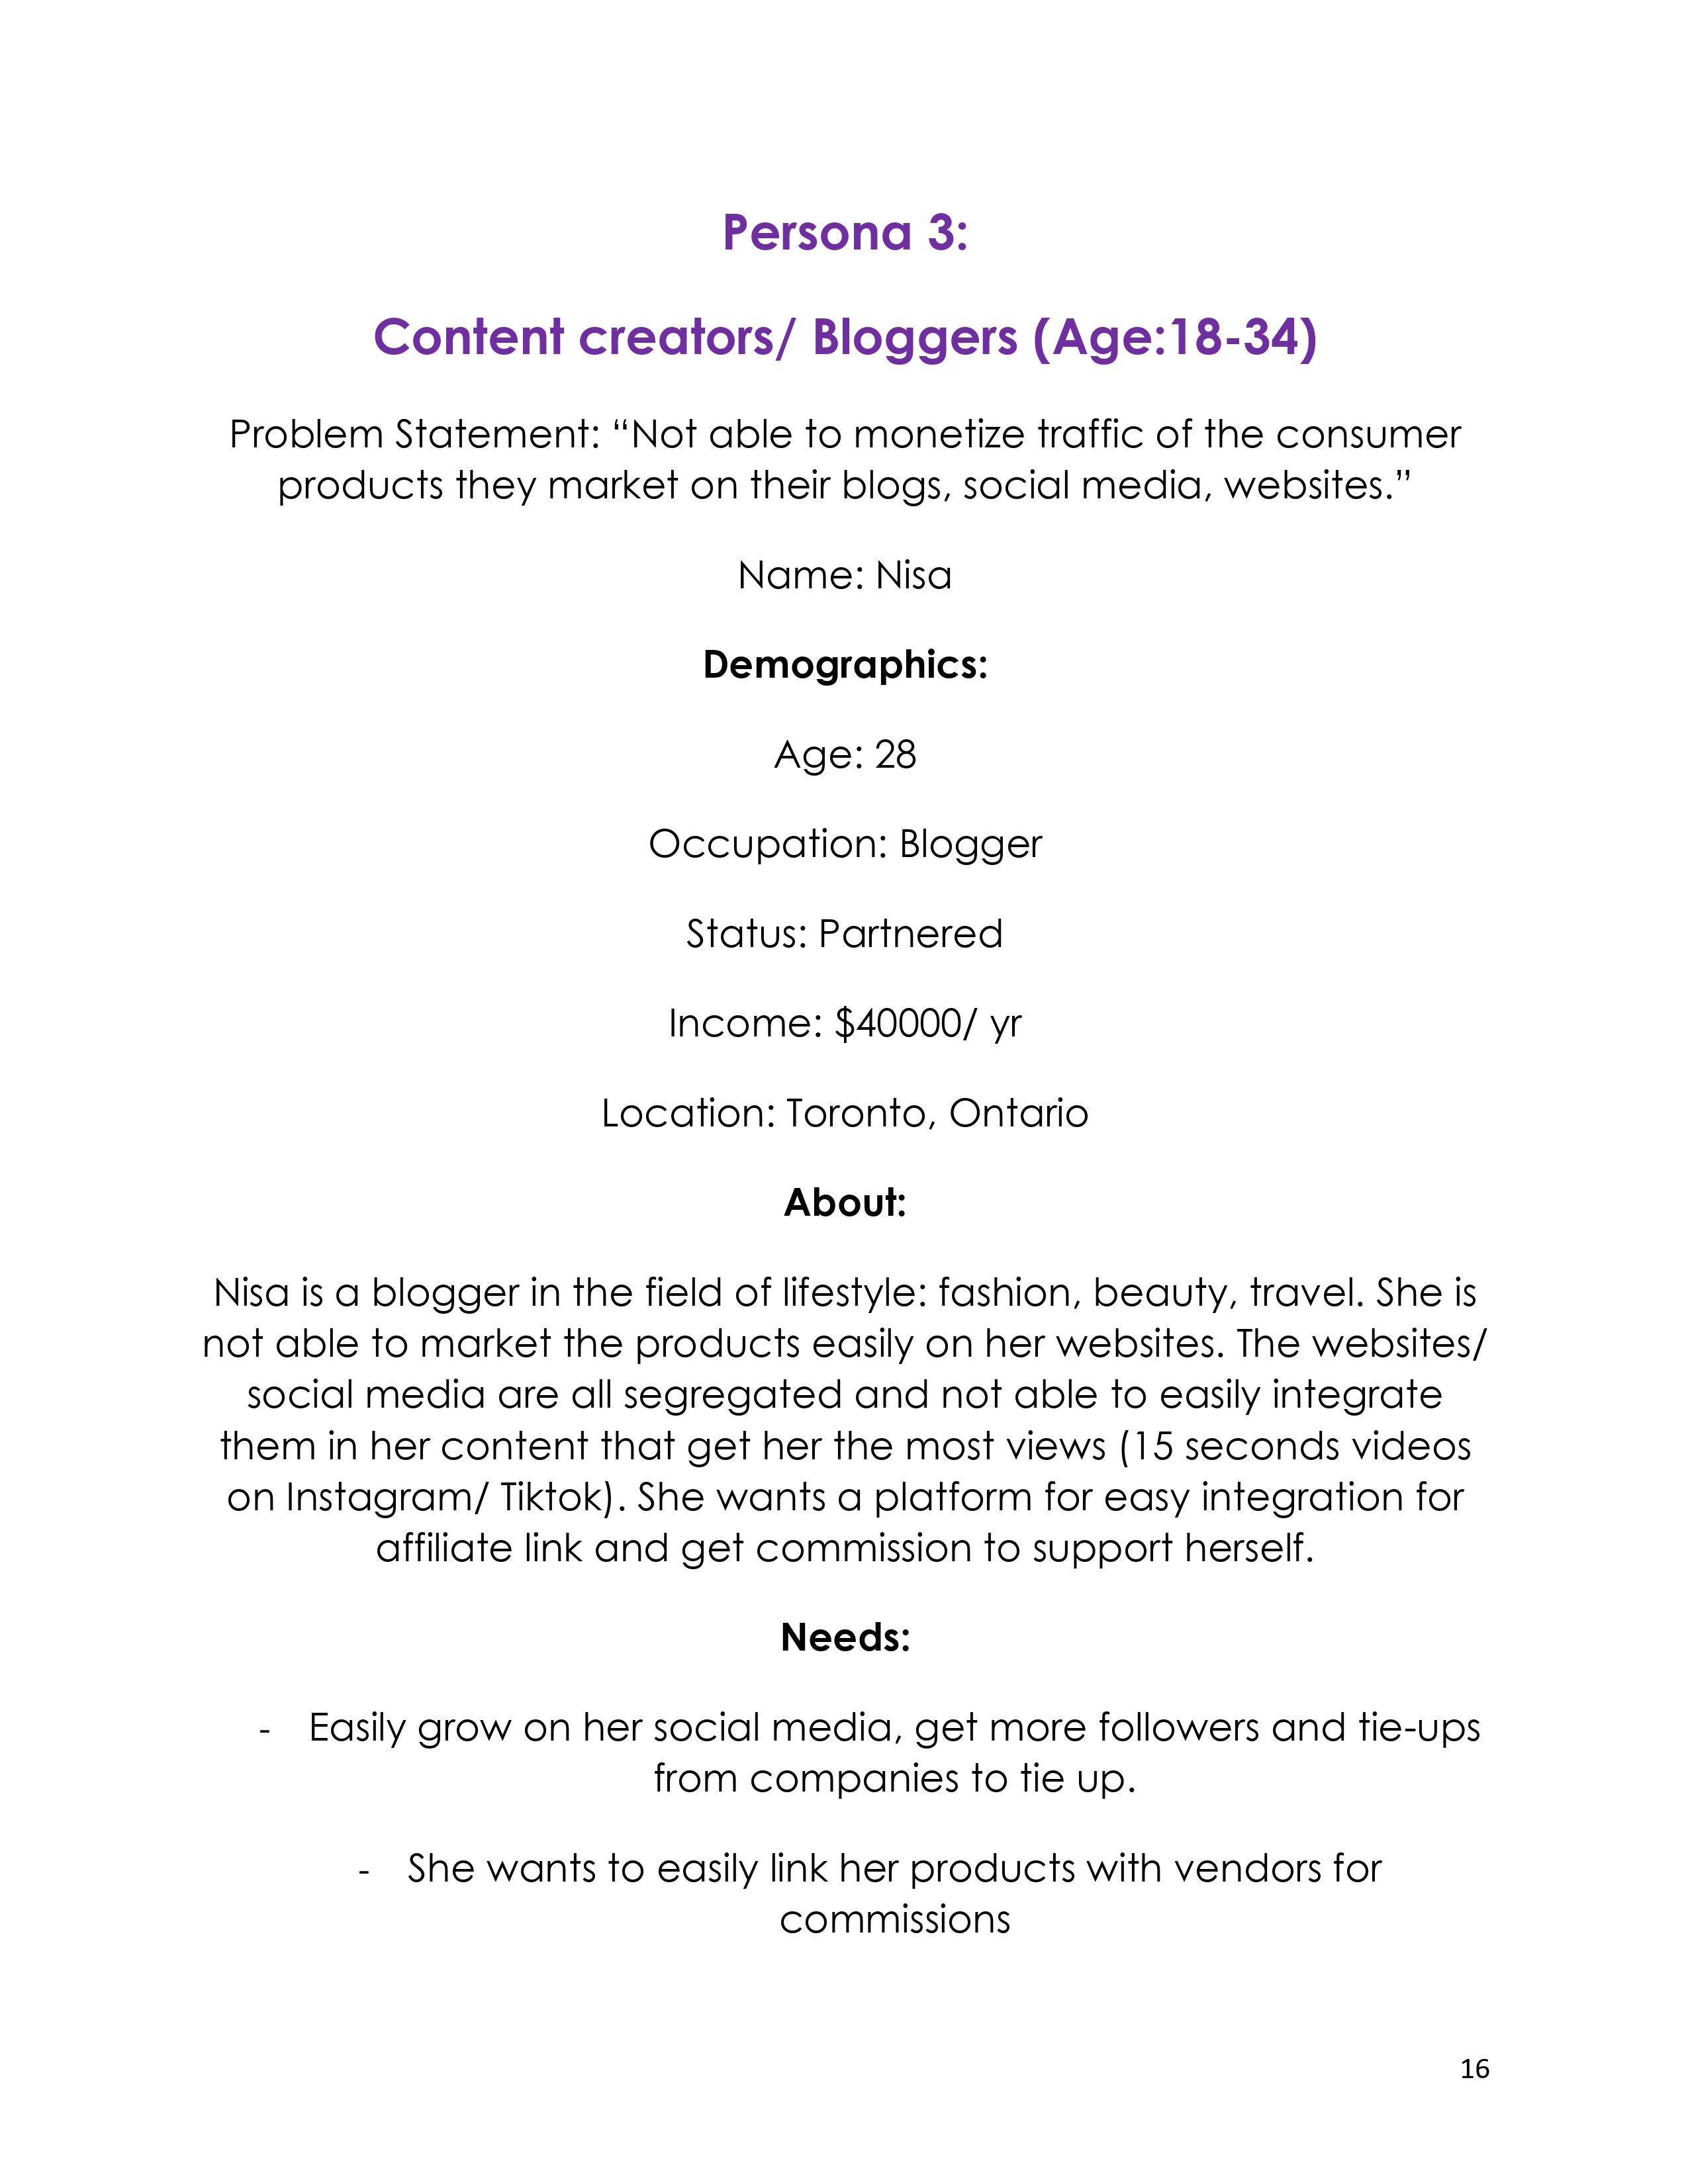 Persona 3:
Content creators/ Bloggers (Age:18-34)
Problem Statement: “Not able to monetize traffic of the consumer
products they market on their blogs, social media, websites.”
Name: Nisa
Demographics:
Age: 28
Occupation: Blogger
Status: Partnered
Income: $40000/ yr
Location: Toronto, Ontario
About:
Nisa is a blogger in the field of lifestyle: fashion, beauty, travel. She is
not able to market the products easily on her websites. The websites/
social media are all segregated and not able to easily integrate
them in her content that get her the most views (15 seconds videos
on Instagram/ Tiktok). She wants a platform for easy integration for
affiliate link and get commission to support herself.
Needs:
- Easily grow on her social media, get more followers and tie-ups
from companies to tie up.
- She wants to easily link her products with vendors for
commissions
16